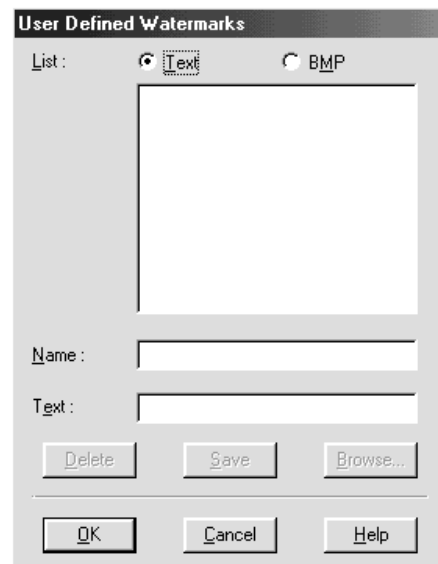 User Defined Watermarks
List : Text BMP
Name :
Text :
Delete Save Browse...
OK Cancel Help